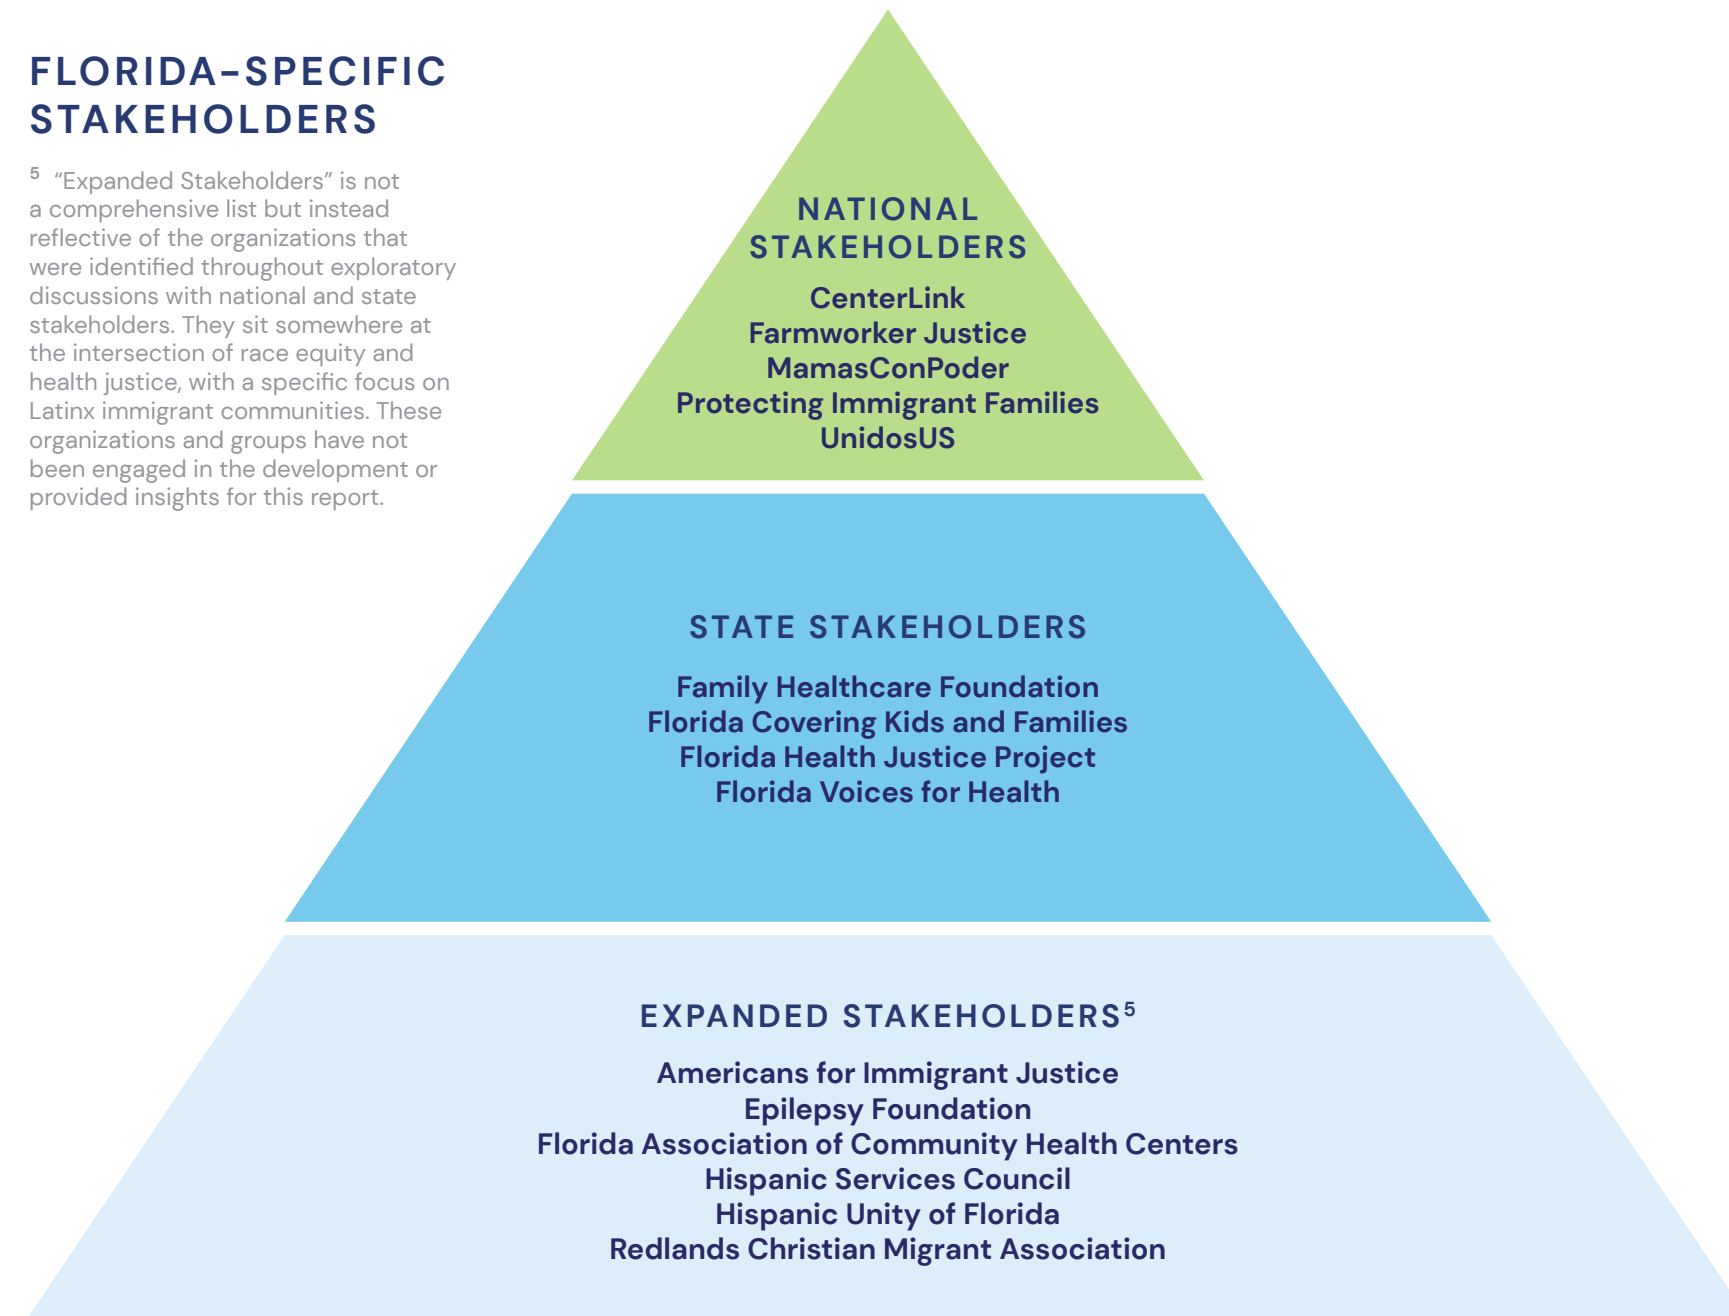 FLORIDA-SPECIFIC
STAKEHOLDERS
5 “Expanded Stakeholders” is not
a comprehensive list but instead
reflective of the organizations that
were identified throughout exploratory
discussions with national and state
stakeholders. They sit somewhere at
the intersection of race equity and
health justice, with a specific focus on
Latinx immigrant communities. These
organizations and groups have not
been engaged in the development or
provided insights for this report.
NATIONAL
STAKEHOLDERS
CenterLink
Farmworker Justice
MamasConPoder
Protecting Immigrant Families
UnidosUS
STATE STAKEHOLDERS
Family Healthcare Foundation
Florida Covering Kids and Families
Florida Health Justice Project
Florida Voices for Health
EXPANDED STAKEHOLDERS5
Americans for Immigrant Justice
Epilepsy Foundation
Florida Association of Community Health Centers
Hispanic Services Council
Hispanic Unity of Florida
Redlands Christian Migrant Association